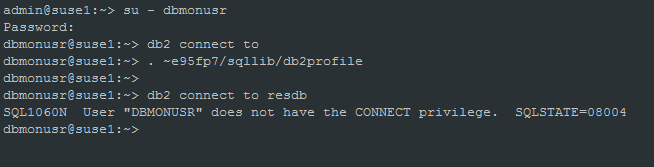 admin@suse1:~> su - dbmonusr
Password:
dbmonusr@suse1:~> db2 connect to
dbmonusr@suse1:~> . ~e95fp7/sqllib/db2profile
dbmonusr@suse1:~>
dbmonusr@suse1:~> db2 connect to resdb
SQL1060N  User "DBMONUSR" does not have the CONNECT privilege.  SQLSTATE=08004
dbmonusr@suse1:~>